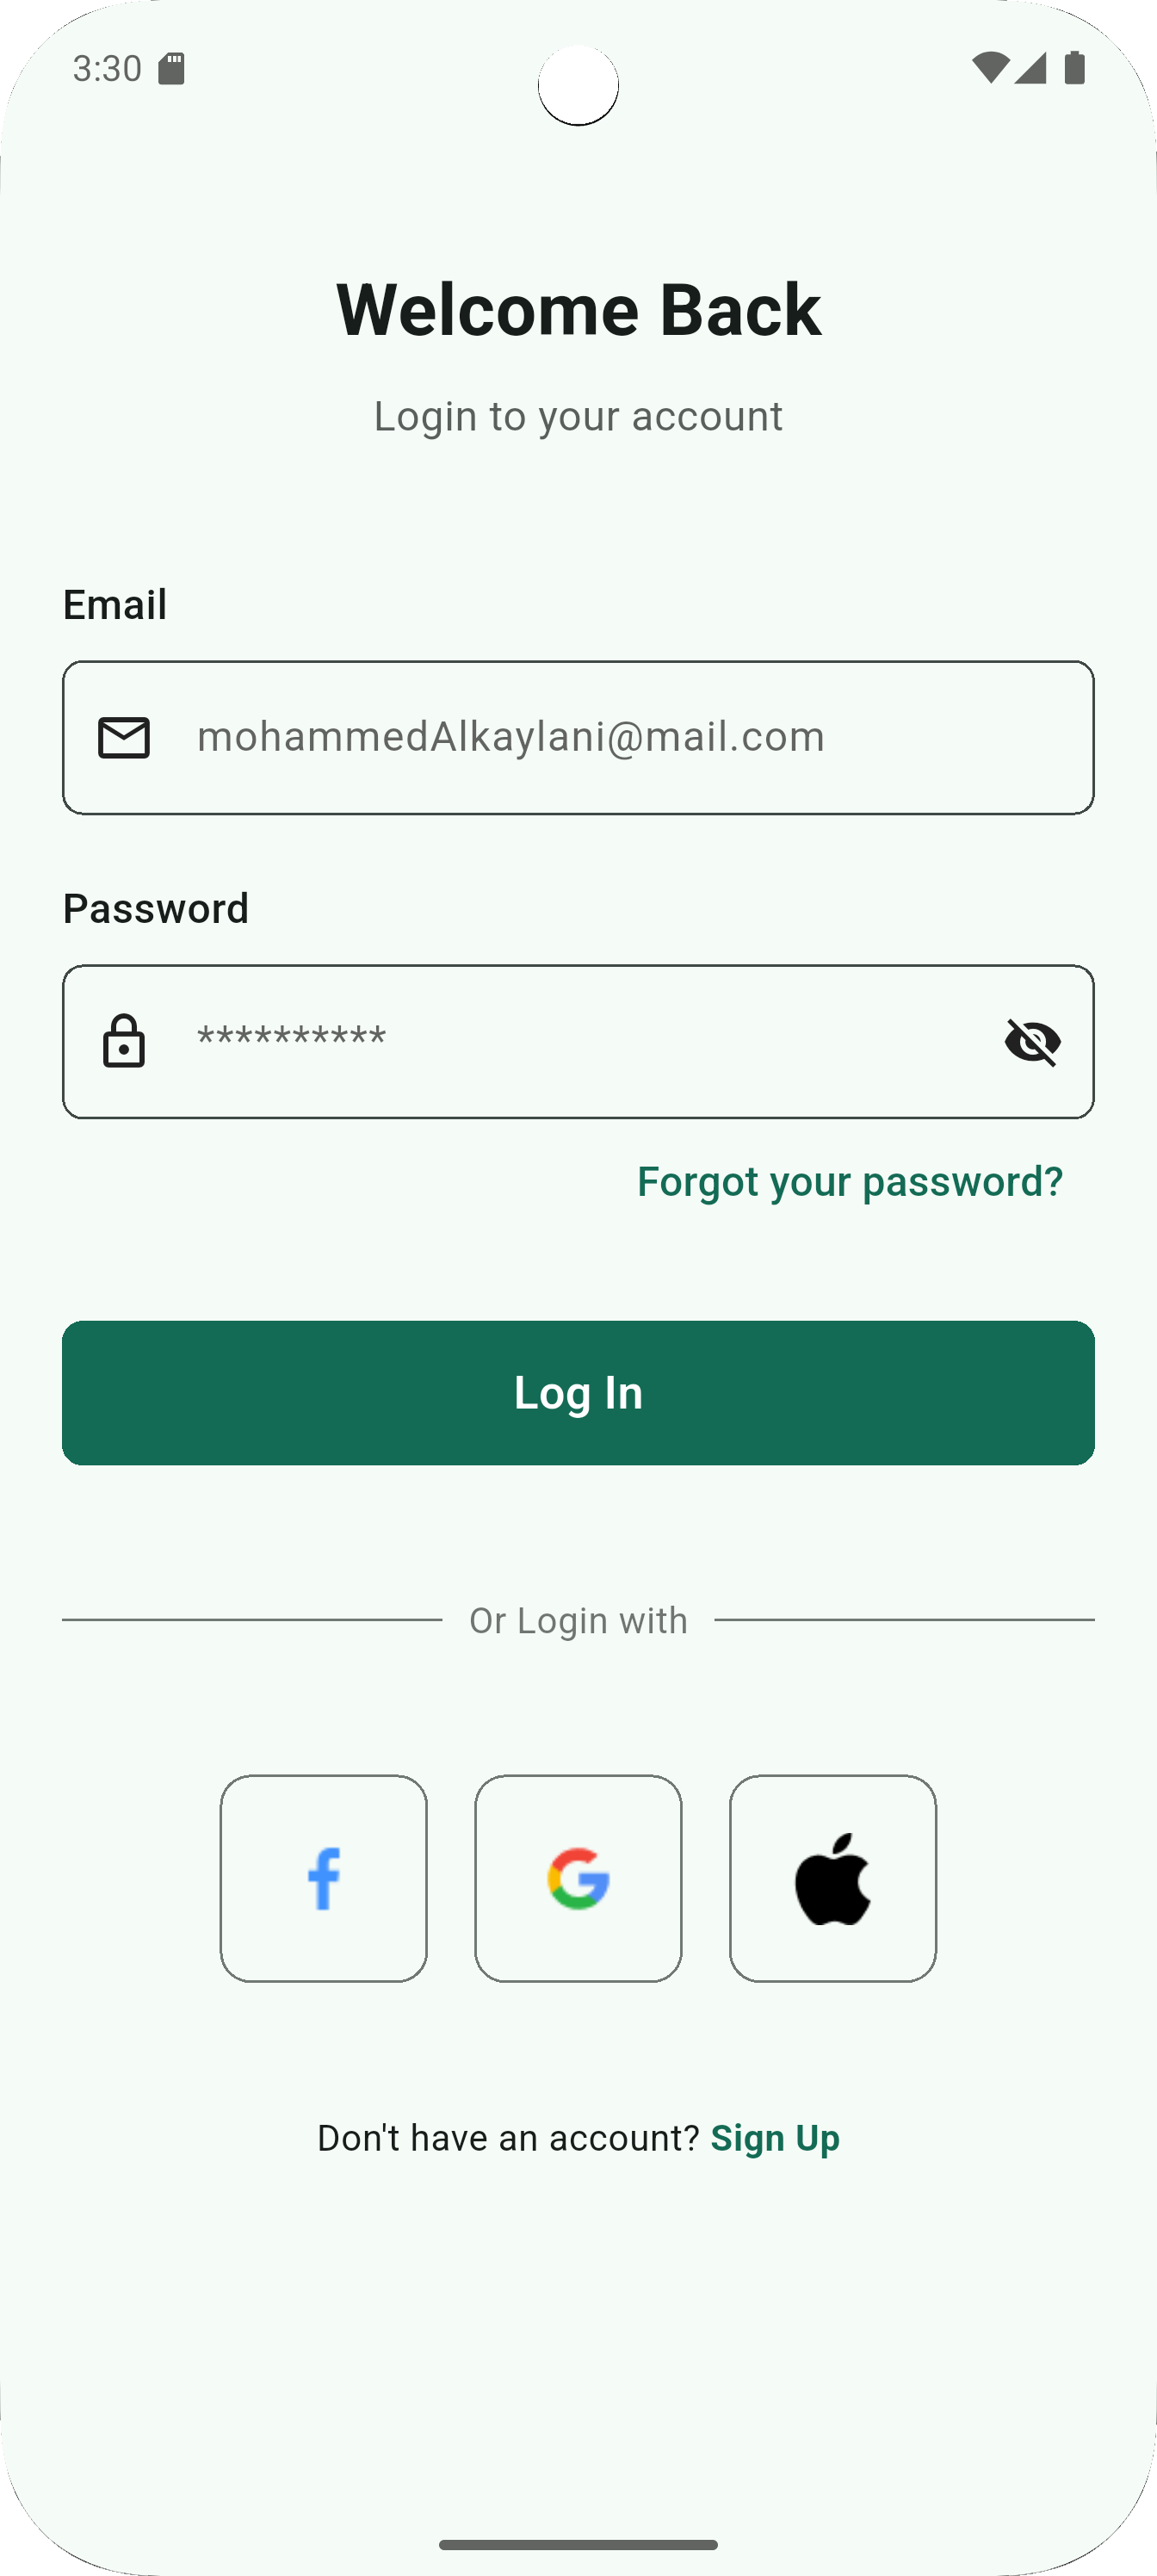 3:30
Welcome Back
Login to your account
Email
mohammedAlkaylani@mail.com
Password
**********
Forgot your password?
Log In
Or Login with
Don't have an account? Sign Up